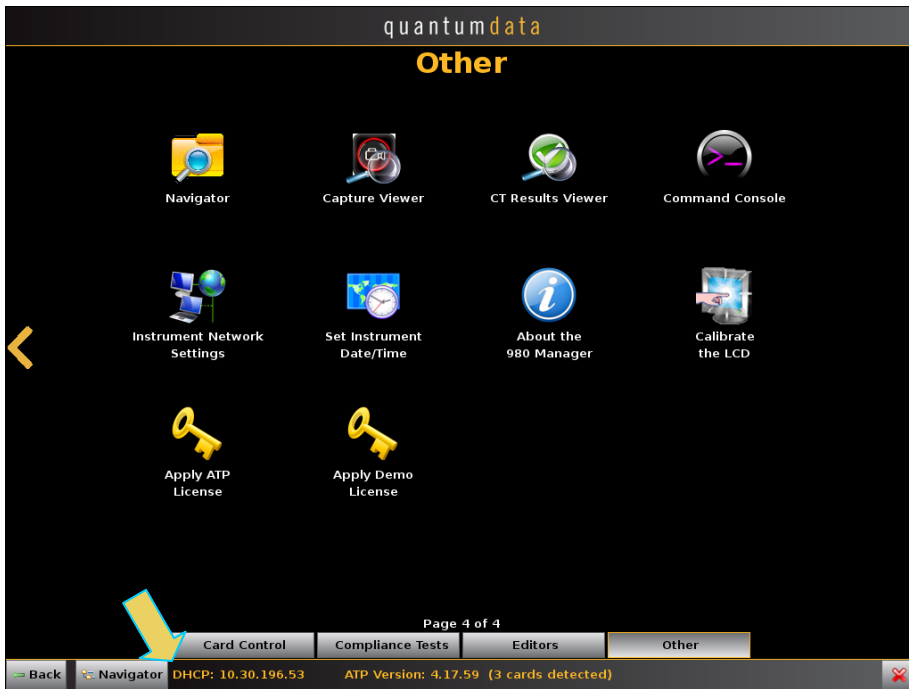 quantumdata
Other
Navigator
Capture Viewer
CT Results Viewer
Command Console
Instrument Network
Settings
Set Instrument
Date/Time
About the
980 Manager
Calibrate
the LCD
Apply ATP
License
Apply Demo
License
Page 4 of 4
Card Control
Compliance Tests
Editors
Other
Back
Navigator
DHCP: 10.30.196.53
ATP Version: 4.17.59 (3 cards detected)